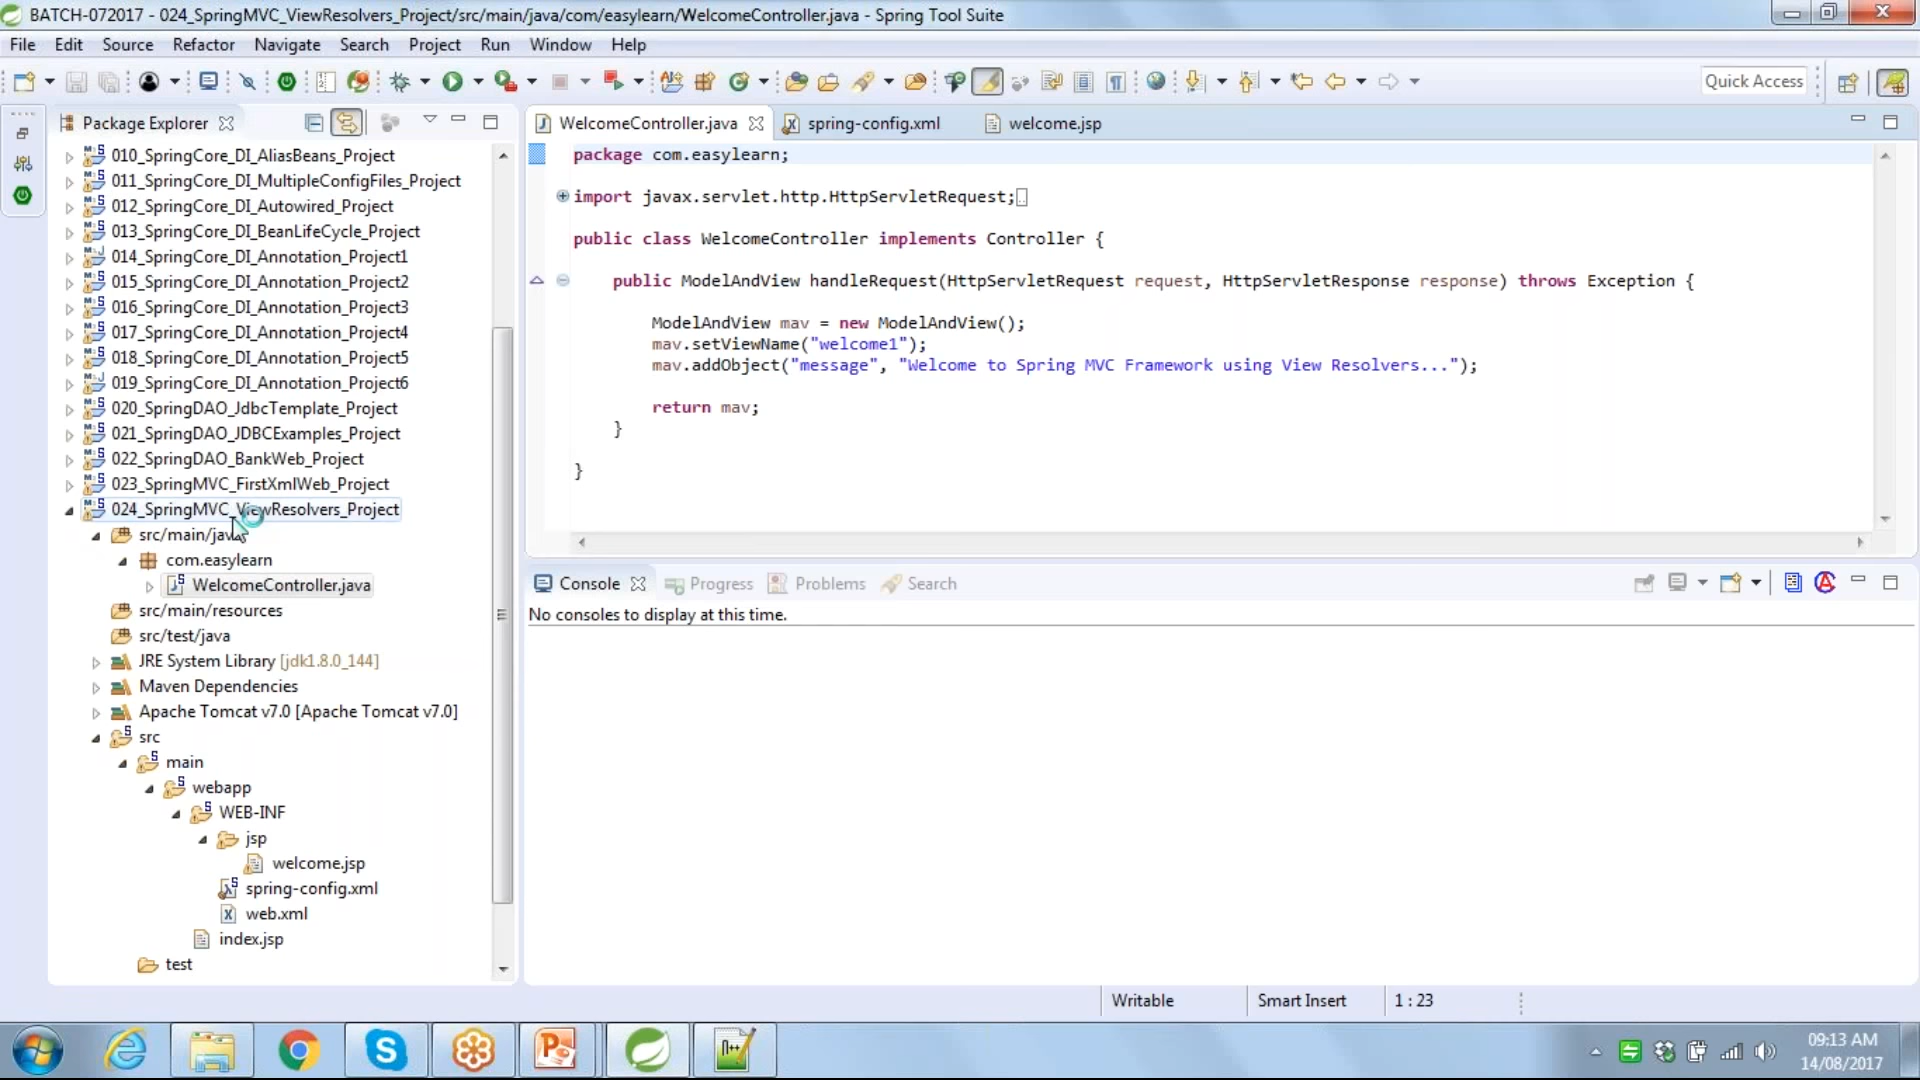 BATCH-072017 - 024_SpringMVC_ViewResolvers_Project/src/main/java/com/easylearn/WelcomeController.java - Spring Tool Suite
File Edit Source Refactor Navigate Search Project Run Window Help
Quick Access
Package Explorer
010_SpringCore_DI_AliasBeans_Project
011_SpringCore_DI_MultipleConfigFiles_Project
012_SpringCore_DI_Autowired_Project
013_SpringCore_DI_BeanLifeCycle_Project
014_SpringCore_DI_Annotation_Project1
015_SpringCore_DI_Annotation_Project2
016_SpringCore_DI_Annotation_Project3
017_SpringCore_DI_Annotation_Project4
018_SpringCore_DI_Annotation_Project5
019_SpringCore_DI_Annotation_Project6
020_SpringDAO_JdbcTemplate_Project
021_SpringDAO_JDBCExamples_Project
022_SpringDAO_BankWeb_Project
023_SpringMVC_FirstXmlWeb_Project
024_SpringMVC_ViewResolvers_Project
src/main/java
com.easylearn
WelcomeController.java
src/main/resources
src/test/java
JRE System Library [jdk1.8.0_144]
Maven Dependencies
Apache Tomcat v7.0 [Apache Tomcat v7.0]
src
main
webapp
WEB-INF
jsp
welcome.jsp
spring-config.xml
web.xml
index.jsp
test
WelcomeController.java spring-config.xml welcome.jsp
package com.easylearn;
import javax.servlet.http.HttpServletRequest;
public class WelcomeController implements Controller {
public ModelAndView handleRequest(HttpServletRequest request, HttpServletResponse response) throws Exception {
ModelAndView mav = new ModelAndView();
mav.setViewName("welcome1");
mav.addObject("message", "Welcome to Spring MVC Framework using View Resolvers...");
return mav;
}
}
Console Progress Problems Search
No consoles to display at this time.
Writable Smart Insert 1 : 23
09:13 AM
14/08/2017